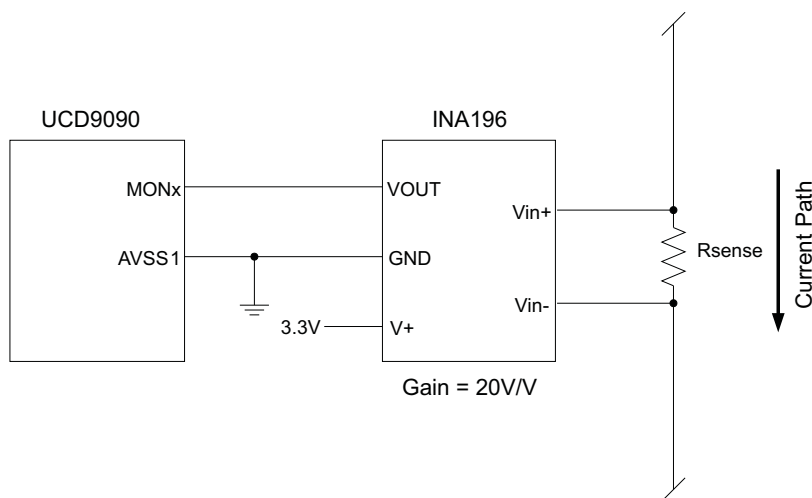 UCD9090
INA196
MONx
VOUT
Vin+
AVSS1
GND
Rsense
Current Path
Vin-
3.3V
V+
Gain = 20V/V